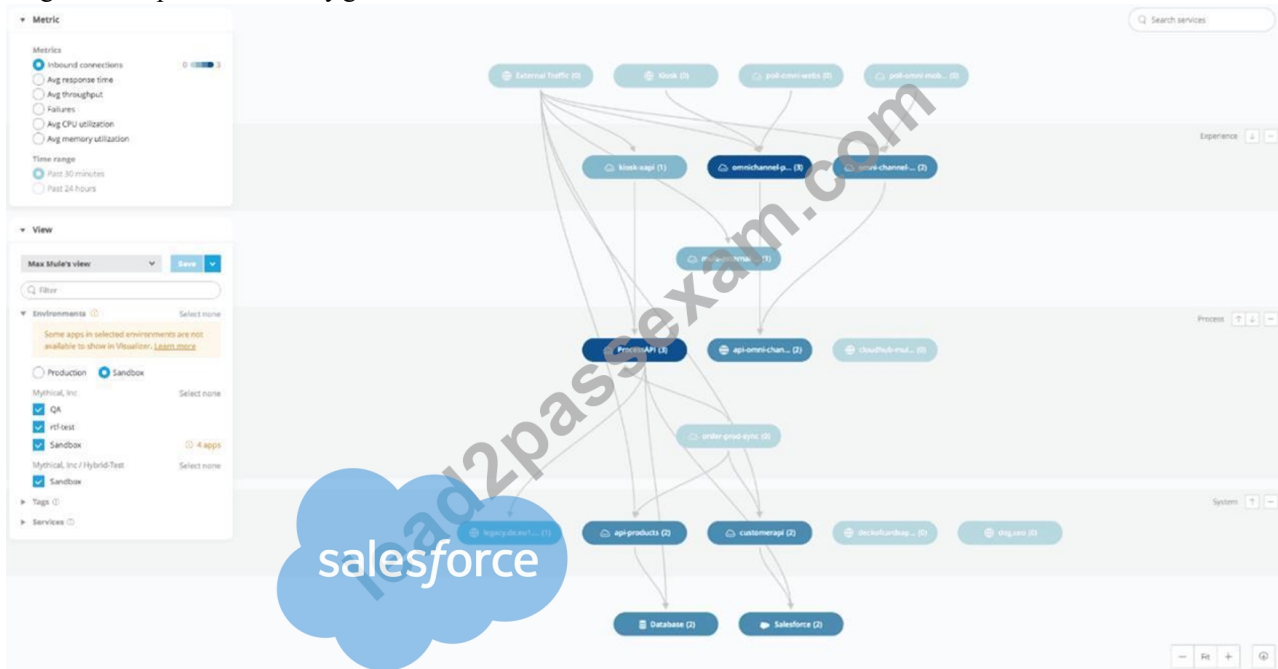 Metric
Metrics
Inbound connections
0 3
Avg response time
Avg throughput
Failures
Avg CPU utilization
Avg memory utilization
Time range
Past 30 minutes
Past 24 hours
View
Max Mule's view
Save
Filter
Environments
Select none
Some apps in selected environments are not
available to show in Visualizer. Learn more
Production
Sandbox
Mythical, Inc
Select none
QA
rtf-test
Sandbox
4 apps
Mythical, Inc / Hybrid-Test
Select none
Sandbox
Tags
Services
Search services
External Traffic (0)
Kiosk (0)
poll-omni-webs (0)
poll-omni-mob... (0)
Experience
kiosk-xapi (1)
omnichannel-p... (3)
omni-channel-... (2)
Process
ProcessAPI (3)
api-omni-chan... (2)
cloudhub-mut... (0)
order-prod-sync (0)
System
api-products (2)
customerapi (2)
Database (2)
Salesforce (2)
Fit
salesforce
lead2passexam.com